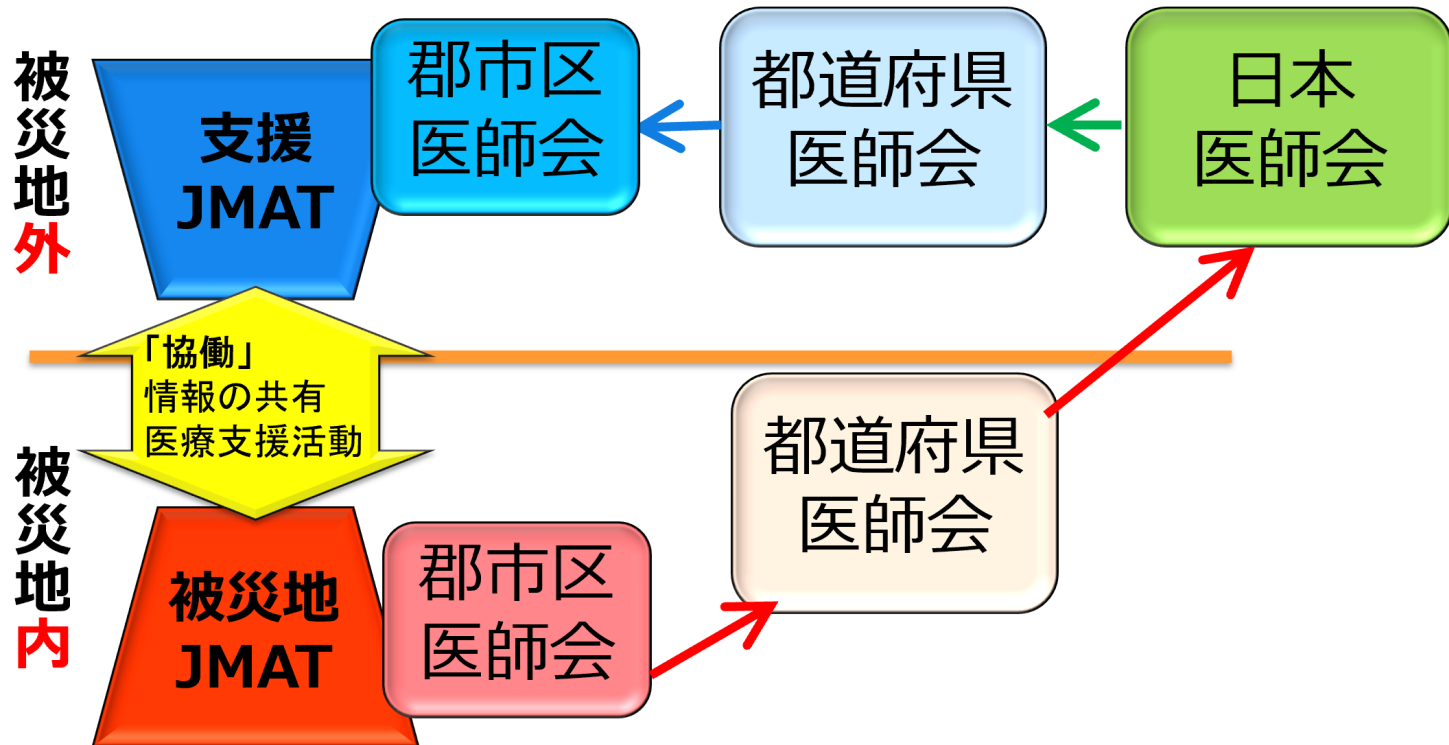 被災地外
支援
JMAT
郡市区
医師会
都道府県
医師会
日本
医師会
「協働」
情報の共有
医療支援活動
被災地内
被災地
JMAT
郡市区
医師会
都道府県
医師会